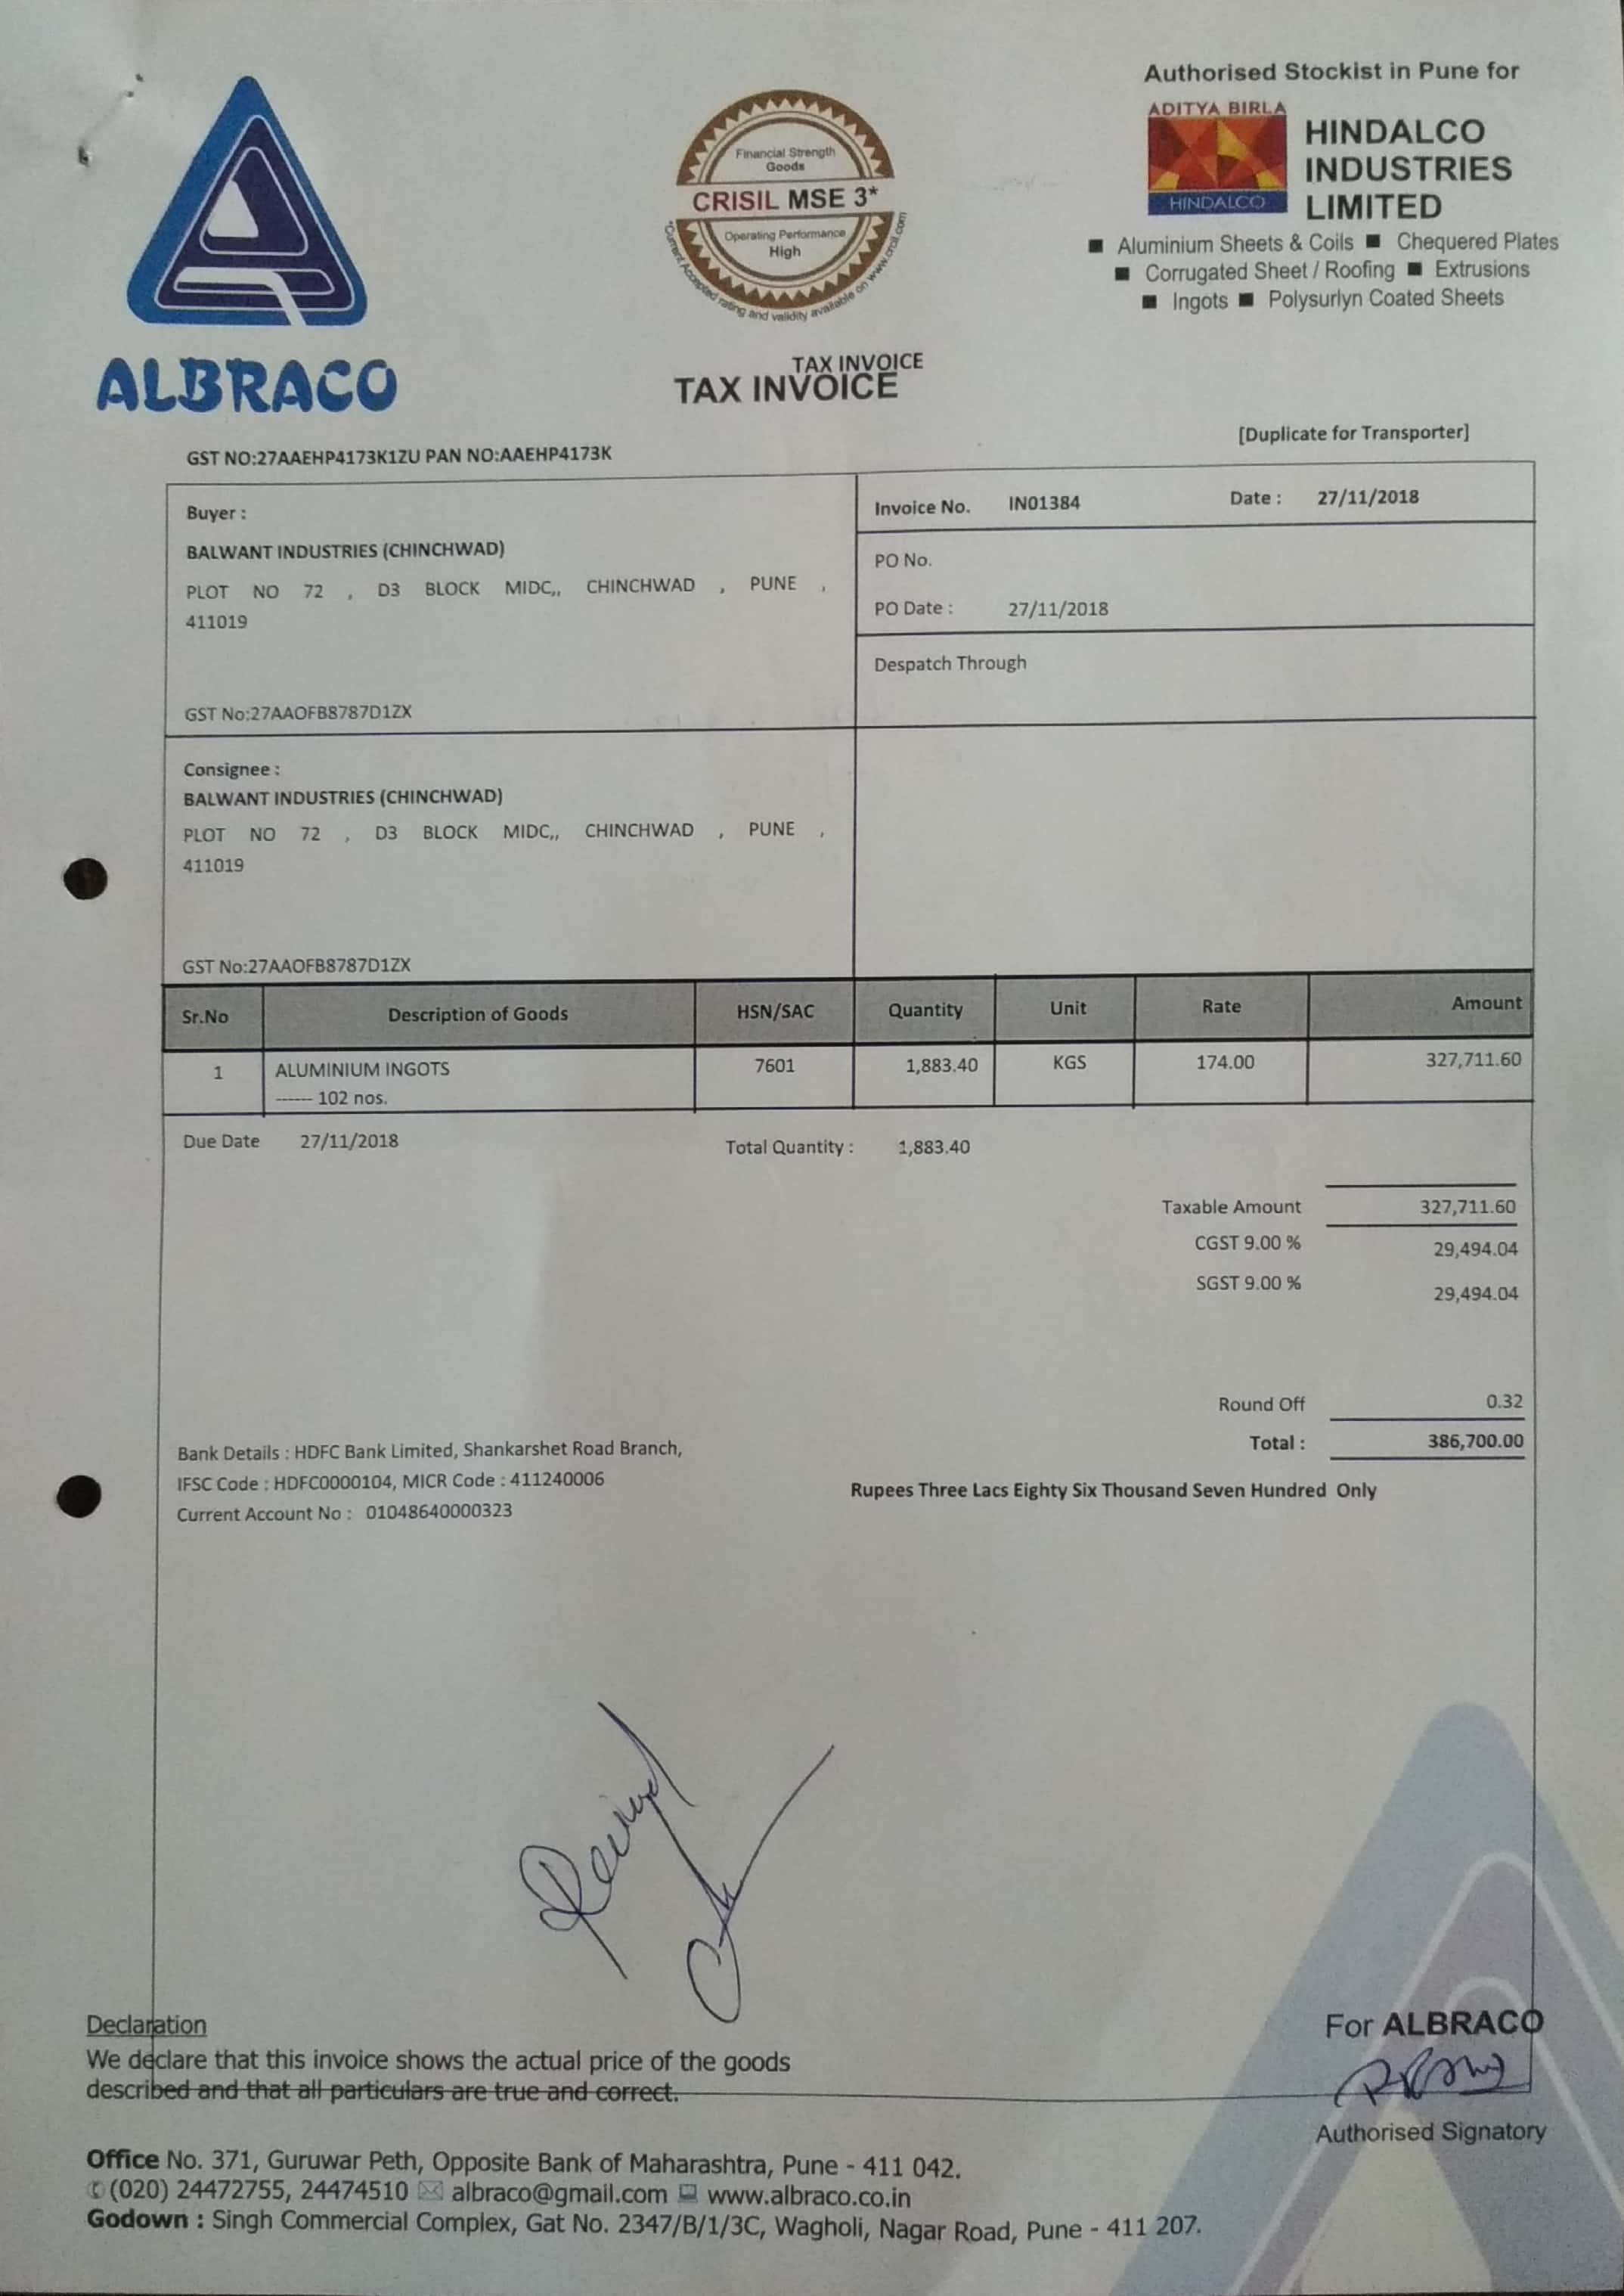 Authorised Stockist in Pune for
ADITYA BIRLA
HINDALCO
HINDALCO
INDUSTRIES
LIMITED
■ Aluminium Sheets & Coils ■ Chequered Plates
■ Corrugated Sheet / Roofing ■ Extrusions
■ Ingots ■ Polysurlyn Coated Sheets
Financial Strength
Goods
CRISIL MSE 3*
Operating Performance
High
*Current Accepted rating and validity available on www.crisil.com
ALBRACO
TAX INVOICE
TAX INVOICE
[Duplicate for Transporter]
GST NO:27AAEHP4173K1ZU PAN NO:AAEHP4173K
Buyer :
BALWANT INDUSTRIES (CHINCHWAD)
PLOT NO 72 , D3 BLOCK MIDC,, CHINCHWAD , PUNE ,
411019
GST No:27AAOFB8787D1ZX
Invoice No. IN01384 Date : 27/11/2018
PO No.
PO Date : 27/11/2018
Despatch Through
Consignee :
BALWANT INDUSTRIES (CHINCHWAD)
PLOT NO 72 , D3 BLOCK MIDC,, CHINCHWAD , PUNE ,
411019
GST No:27AAOFB8787D1ZX
Sr.No Description of Goods HSN/SAC Quantity Unit Rate Amount
1 ALUMINIUM INGOTS 7601 1,883.40 KGS 174.00 327,711.60
------ 102 nos.
Due Date 27/11/2018 Total Quantity : 1,883.40
Taxable Amount 327,711.60
CGST 9.00 % 29,494.04
SGST 9.00 % 29,494.04
Round Off 0.32
Total : 386,700.00
Bank Details : HDFC Bank Limited, Shankarshet Road Branch,
IFSC Code : HDFC0000104, MICR Code : 411240006
Current Account No : 01048640000323
Rupees Three Lacs Eighty Six Thousand Seven Hundred Only
Declaration
We declare that this invoice shows the actual price of the goods
described and that all particulars are true and correct.
For ALBRACO
Authorised Signatory
Office No. 371, Guruwar Peth, Opposite Bank of Maharashtra, Pune - 411 042.
✆ (020) 24472755, 24474510 ✉ albraco@gmail.com 💻 www.albraco.co.in
Godown : Singh Commercial Complex, Gat No. 2347/B/1/3C, Wagholi, Nagar Road, Pune - 411 207.